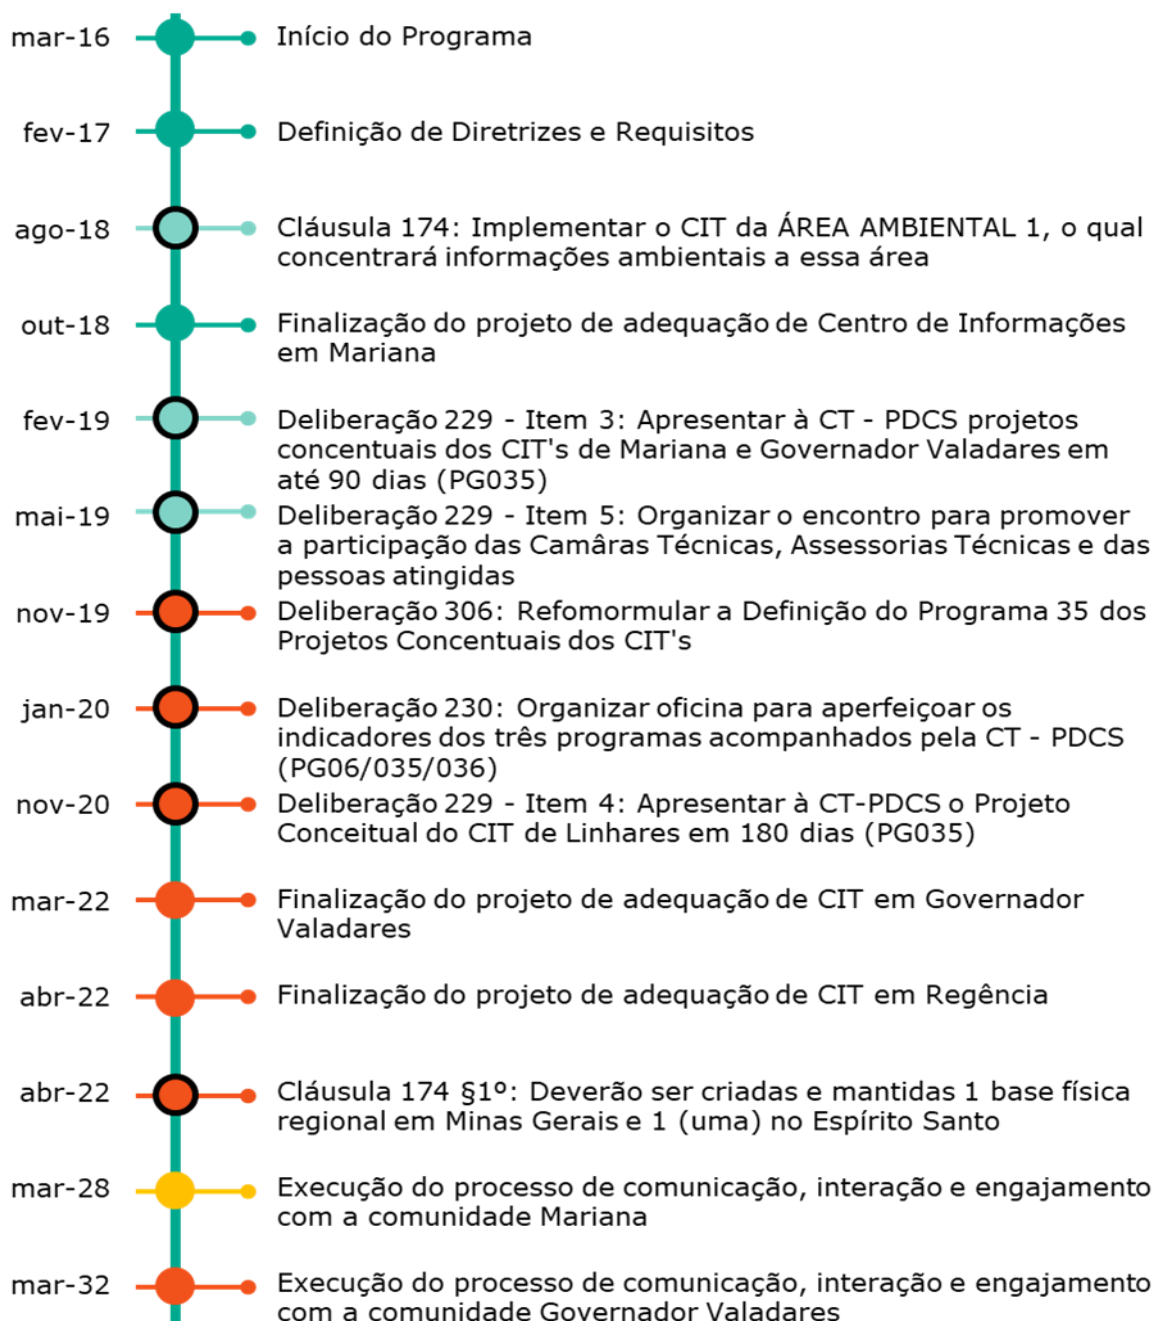 mar-16 Início do Programa
fev-17 Definição de Diretrizes e Requisitos
ago-18 Cláusula 174: Implementar o CIT da ÁREA AMBIENTAL 1, o qual
concentrará informações ambientais a essa área
out-18 Finalização do projeto de adequação de Centro de Informações
em Mariana
fev-19 Deliberação 229 - Item 3: Apresentar à CT - PDCS projetos
concentuais dos CIT's de Mariana e Governador Valadares em
até 90 dias (PG035)
mai-19 Deliberação 229 - Item 5: Organizar o encontro para promover
a participação das Camâras Técnicas, Assessorias Técnicas e das
pessoas atingidas
nov-19 Deliberação 306: Refomormular a Definição do Programa 35 dos
Projetos Concentuais dos CIT's
jan-20 Deliberação 230: Organizar oficina para aperfeiçoar os
indicadores dos três programas acompanhados pela CT - PDCS
(PG06/035/036)
nov-20 Deliberação 229 - Item 4: Apresentar à CT-PDCS o Projeto
Conceitual do CIT de Linhares em 180 dias (PG035)
mar-22 Finalização do projeto de adequação de CIT em Governador
Valadares
abr-22 Finalização do projeto de adequação de CIT em Regência
abr-22 Cláusula 174 §1º: Deverão ser criadas e mantidas 1 base física
regional em Minas Gerais e 1 (uma) no Espírito Santo
mar-28 Execução do processo de comunicação, interação e engajamento
com a comunidade Mariana
mar-32 Execução do processo de comunicação, interação e engajamento
com a comunidade Governador Valadares